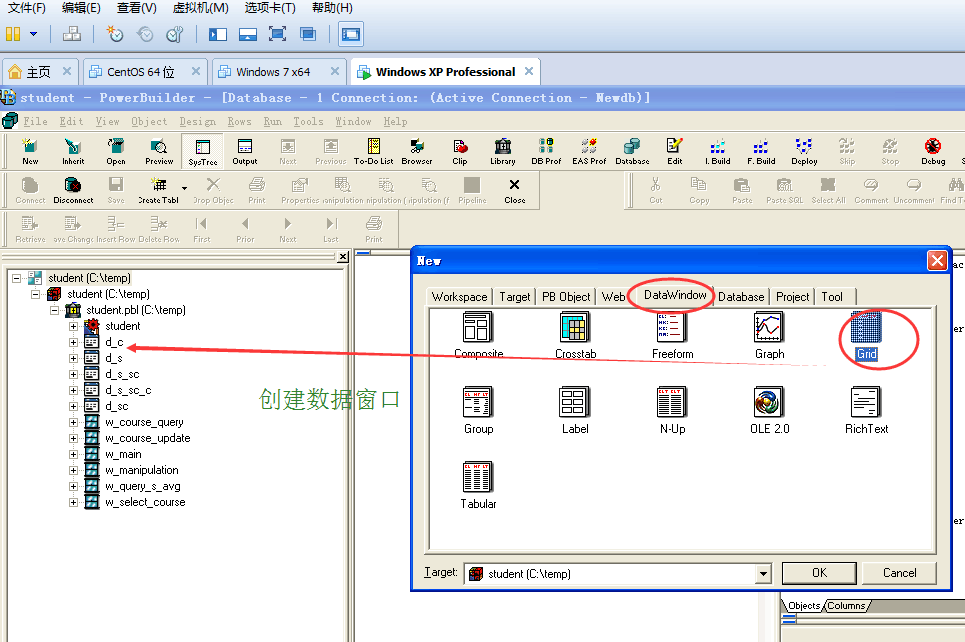 文件(F) 编辑(E) 查看(V) 虚拟机(M) 选项卡(T) 帮助(H)
主页 CentOS 64 位 Windows 7 x64 Windows XP Professional
student - PowerBuilder - [Database - 1 Connection: (Active Connection - Newdb)]
File Edit View Object Design Rows Run Tools Window Help
New Inherit Open Preview SysTree Output Next Previous To-Do List Browser Clip Library DB Prof EAS Prof Database Edit I. Build F. Build Deploy Skip Stop Debug
Connect Disconnect Save Create Tabl Drop Objec Print Properties anipulation nipulation ( ipulation (f Pipeline Close Cut Copy Paste Paste SQL Select All Comment Uncomment Find T
Retrieve ave Change Insert Row Delete Row First Prior Next Last Print
student (C:\temp)
student (C:\temp)
student.pbl (C:\temp)
student
d_c
d_s
d_s_sc
d_s_sc_c
d_sc
w_course_query
w_course_update
w_main
w_manipulation
w_query_s_avg
w_select_course
创建数据窗口
New
Workspace Target PB Object Web DataWindow Database Project Tool
Composite Crosstab Freeform Graph Grid
Group Label N-Up OLE 2.0 RichText
Tabular
Target: student (C:\temp) OK Cancel
ac
er
er
Objects Columns